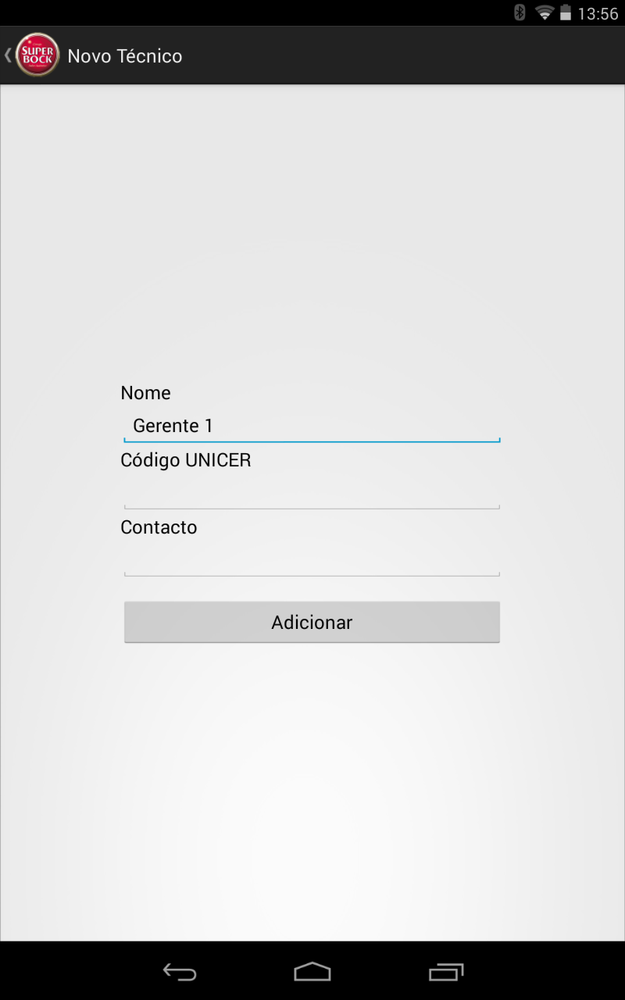 13:56
SUPER
BOCK
Novo Técnico
Nome
Gerente 1
Código UNICER
Contacto
Adicionar